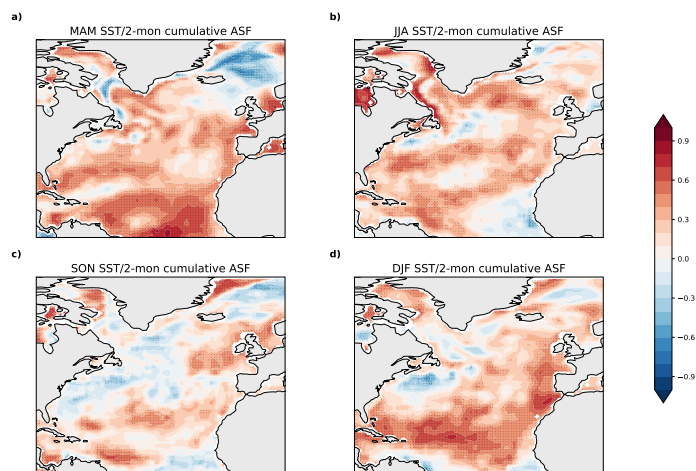 a)
MAM SST/2-mon cumulative ASF
b)
JJA SST/2-mon cumulative ASF
0.9
0.6
0.3
0.0
−0.3
−0.6
−0.9
c)
SON SST/2-mon cumulative ASF
d)
DJF SST/2-mon cumulative ASF